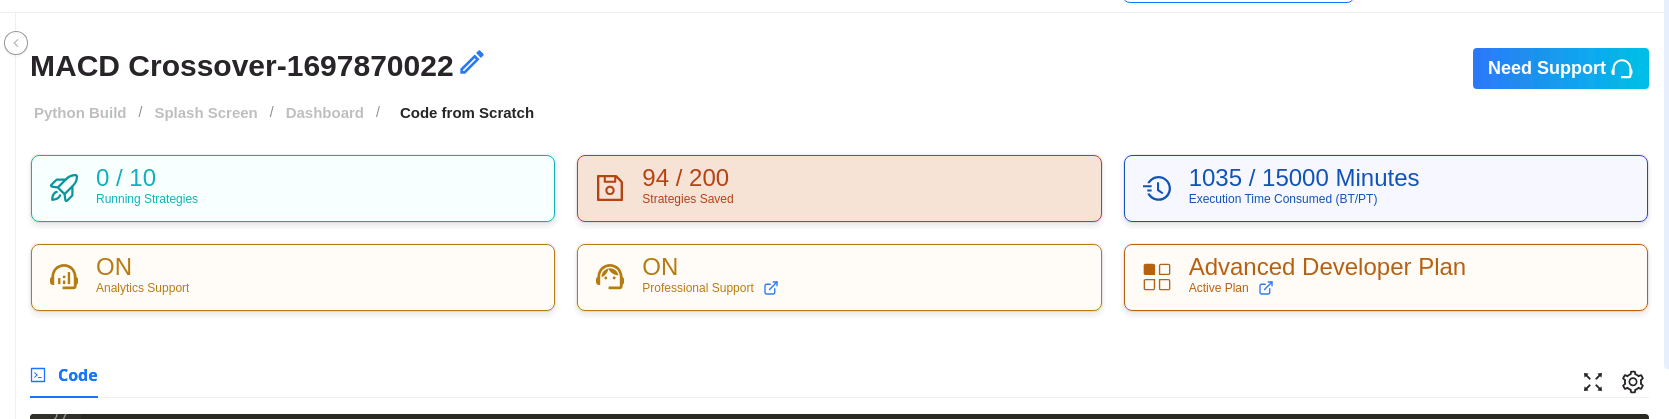 MACD Crossover-1697870022
Need Support
Python Build / Splash Screen / Dashboard / Code from Scratch
0 / 10
Running Strategies
94 / 200
Strategies Saved
1035 / 15000 Minutes
Execution Time Consumed (BT/PT)
ON
Analytics Support
ON
Professional Support
Advanced Developer Plan
Active Plan
Code